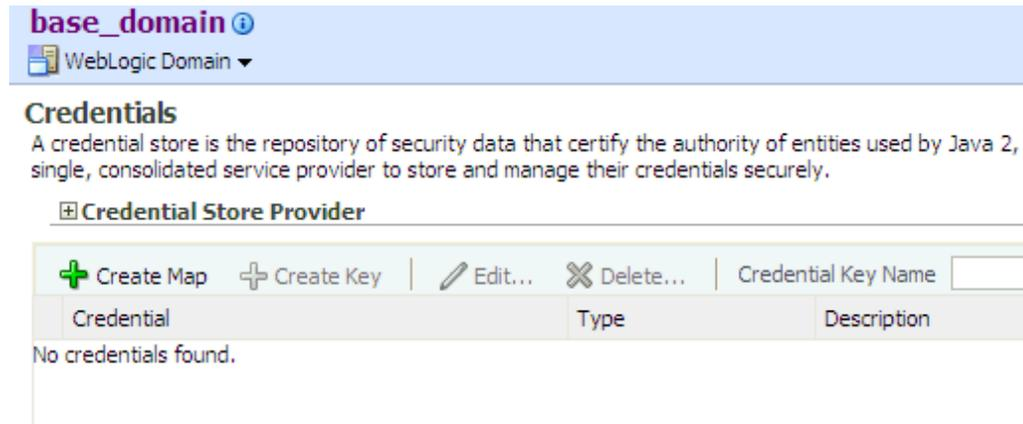 base_domain
WebLogic Domain
Credentials
A credential store is the repository of security data that certify the authority of entities used by Java 2,
single, consolidated service provider to store and manage their credentials securely.
Credential Store Provider
Create Map Create Key Edit... Delete... Credential Key Name
Credential Type Description
No credentials found.